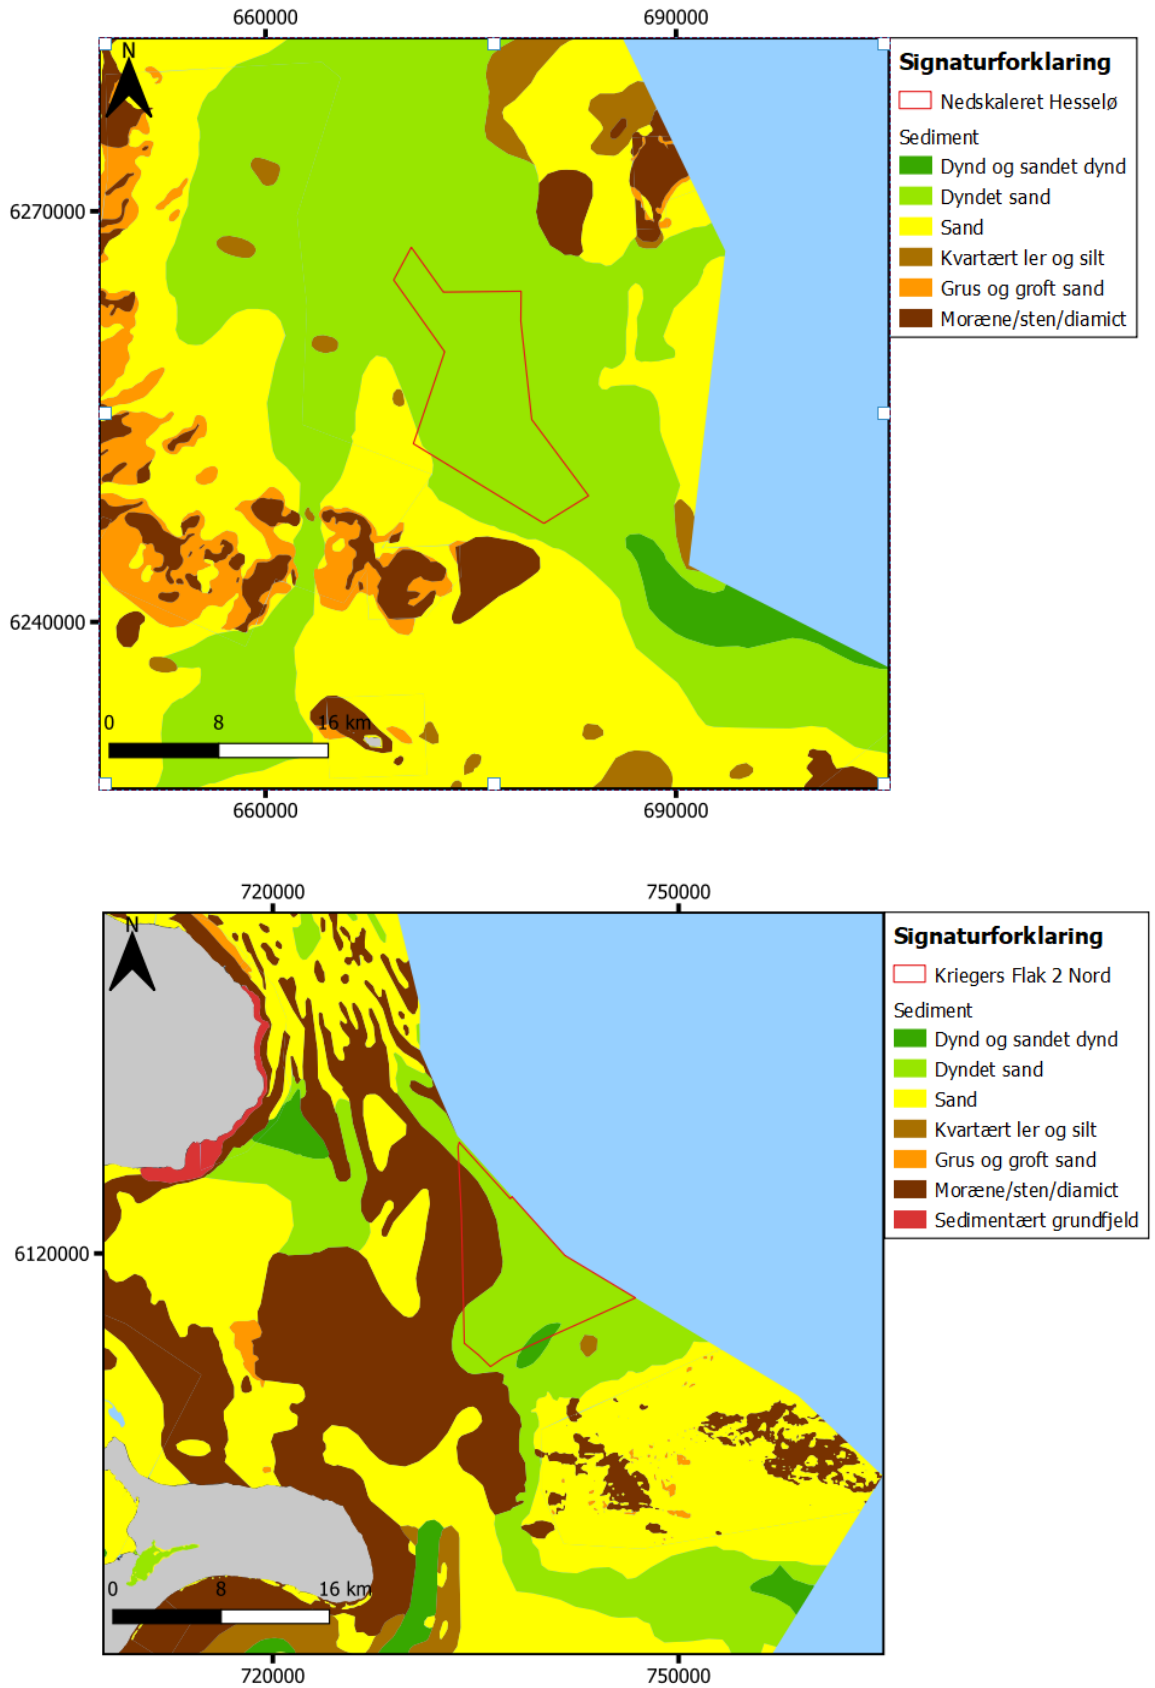 660000 690000
N
Signaturforklaring
Nedskaleret Hesselø
Sediment
Dynd og sandet dynd
Dyndet sand
Sand
Kvartært ler og silt
Grus og groft sand
Moræne/sten/diamict
6270000
6240000
0 8 16 km
660000 690000
720000 750000
N
Signaturforklaring
Kriegers Flak 2 Nord
Sediment
Dynd og sandet dynd
Dyndet sand
Sand
Kvartært ler og silt
Grus og groft sand
Moræne/sten/diamict
Sedimentært grundfjeld
6120000
0 8 16 km
720000 750000